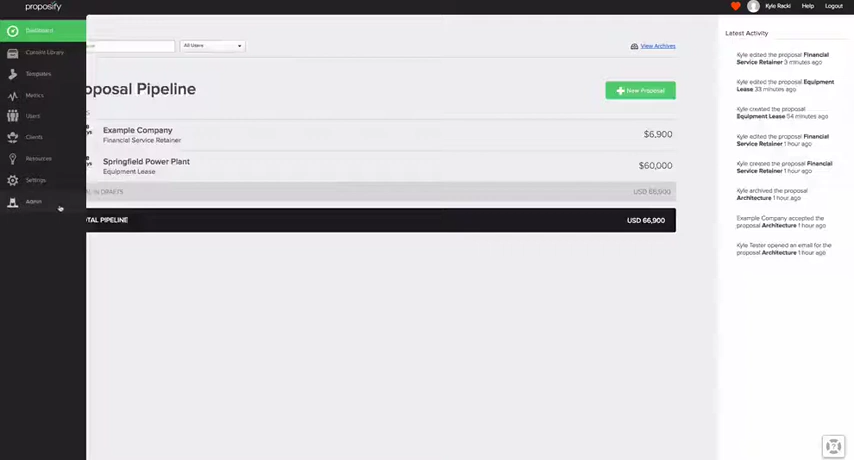 proposify
Kyle Racki Help Logout
Dashboard
Content Library
Templates
Metrics
Users
Clients
Resources
Settings
Admin
All Users
View Archives
oposal Pipeline
New Proposal
Example Company
Financial Service Retainer
$6,900
Springfield Power Plant
Equipment Lease
$60,000
AL IN DRAFTS USD 66,900
TAL PIPELINE USD 66,900
Latest Activity
Kyle edited the proposal Financial
Service Retainer 3 minutes ago
Kyle edited the proposal Equipment
Lease 33 minutes ago
Kyle created the proposal
Equipment Lease 54 minutes ago
Kyle edited the proposal Financial
Service Retainer 1 hour ago
Kyle created the proposal Financial
Service Retainer 1 hour ago
Kyle archived the proposal
Architecture 1 hour ago
Example Company accepted the
proposal Architecture 1 hour ago
Kyle Tester opened an email for the
proposal Architecture 1 hour ago